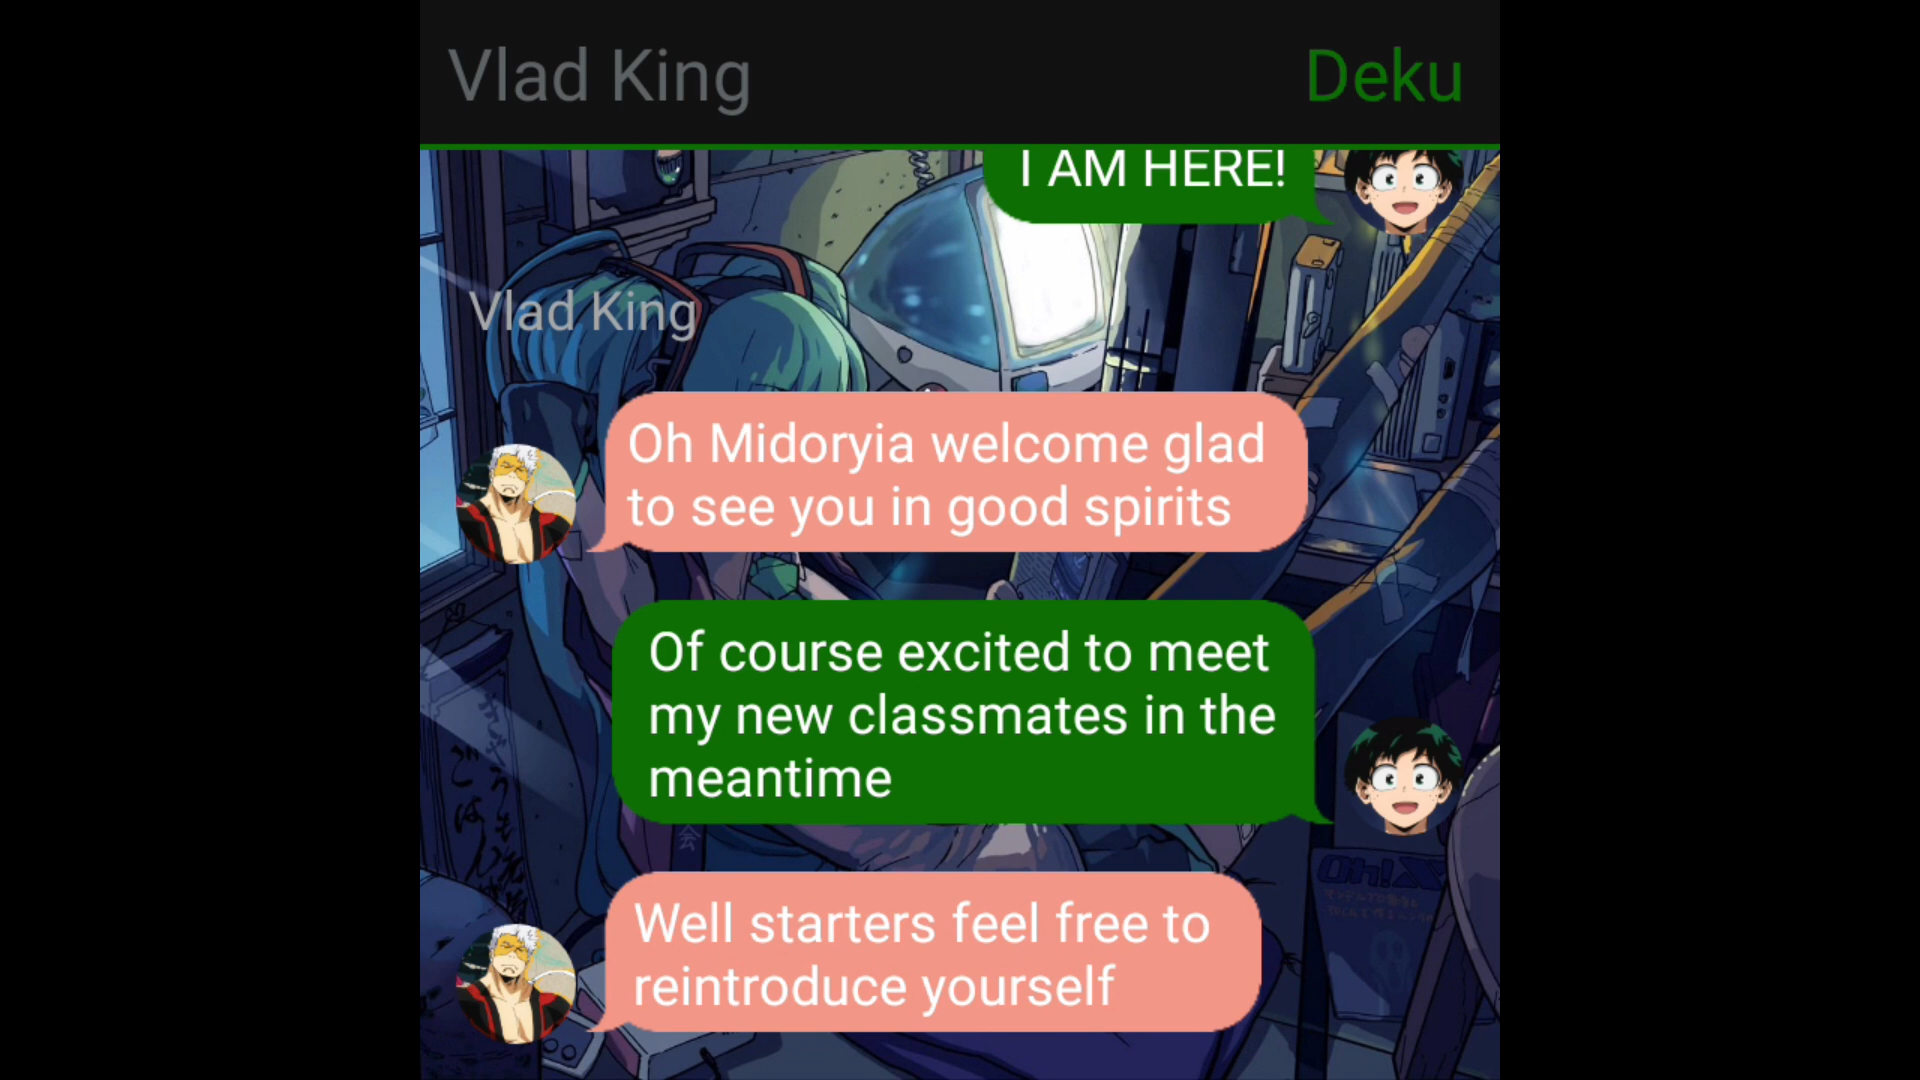 Vlad King
Deku
I AM HERE!
Vlad King
Oh Midoryia welcome glad
to see you in good spirits
Of course excited to meet
my new classmates in the
meantime
Well starters feel free to
reintroduce yourself